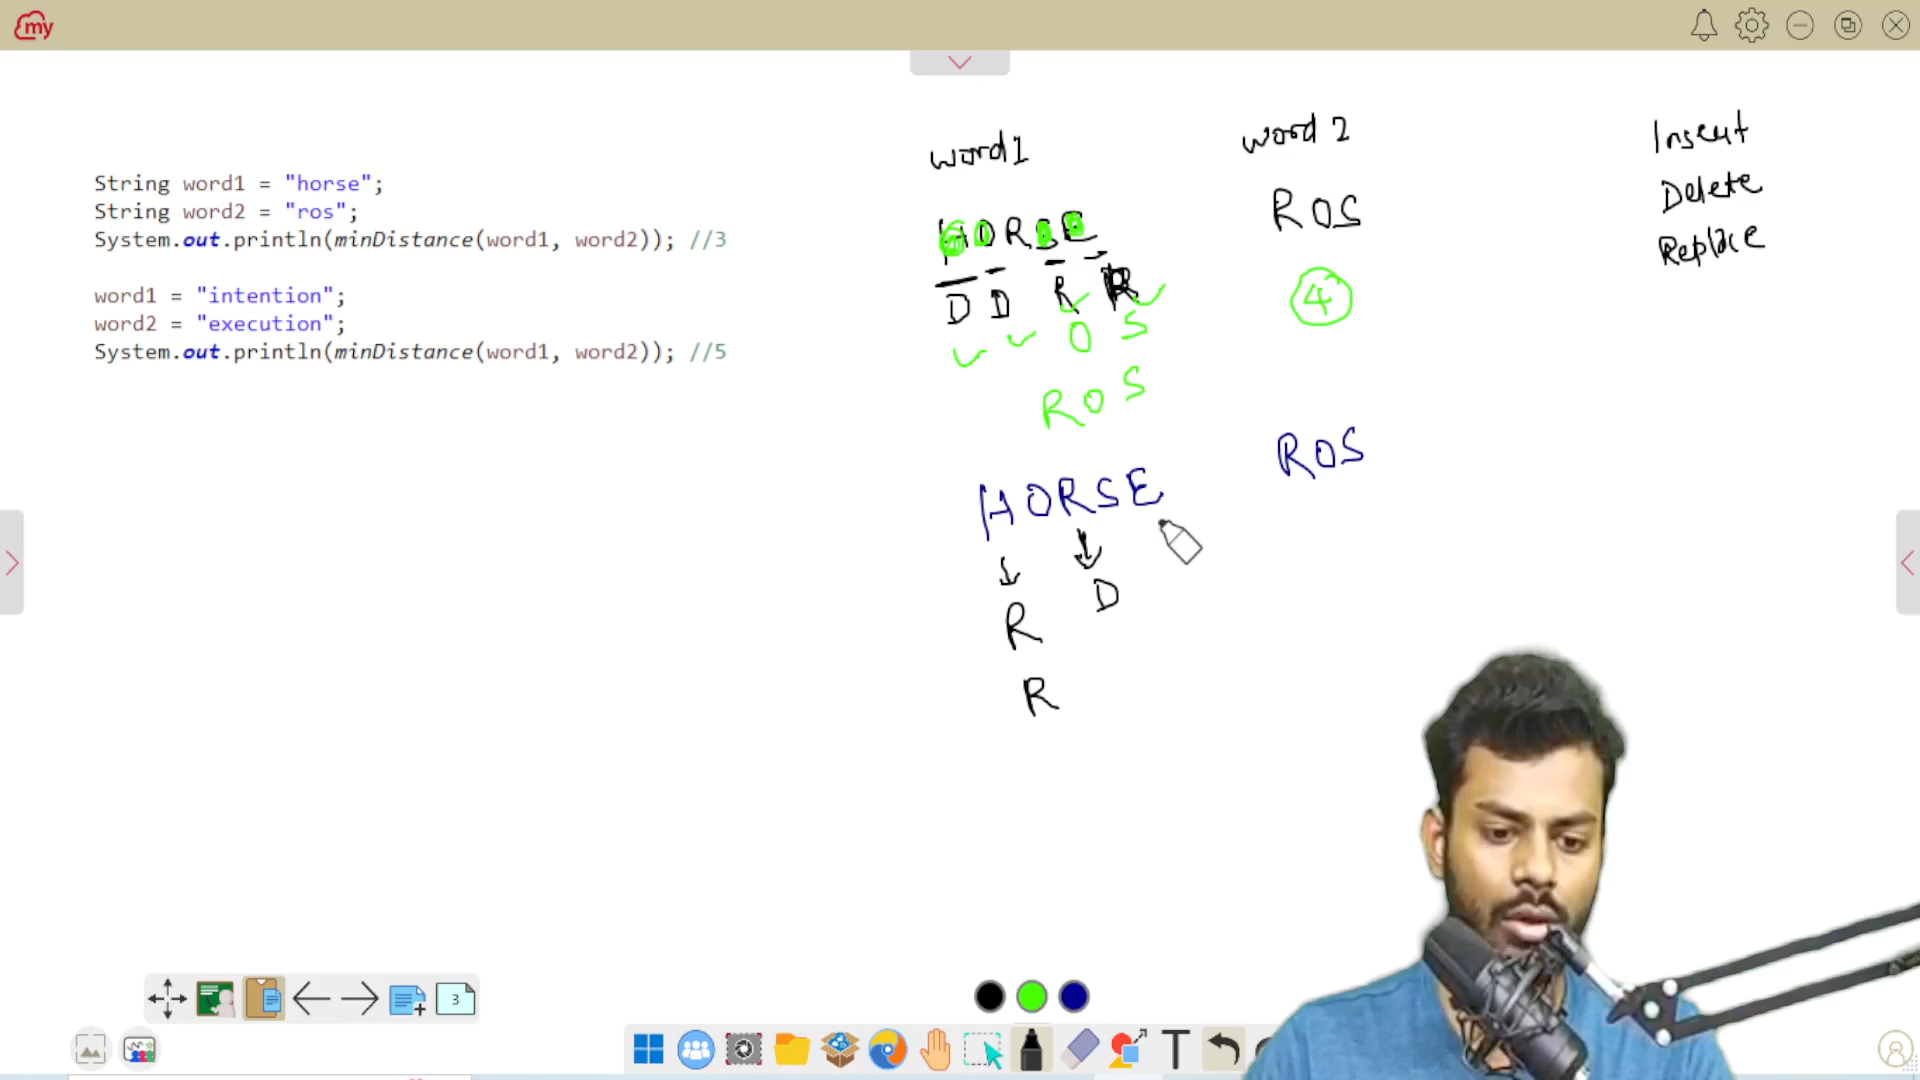 my
String word1 = "horse";
String word2 = "ros";
System.out.println(minDistance(word1, word2)); //3
word1 = "intention";
word2 = "execution";
System.out.println(minDistance(word1, word2)); //5
word1
word 2
Insert
Delete
Replace
HORSE
ROS
D D R R
O S
4
ROS
HORSE
ROS
D
R
R
3
T